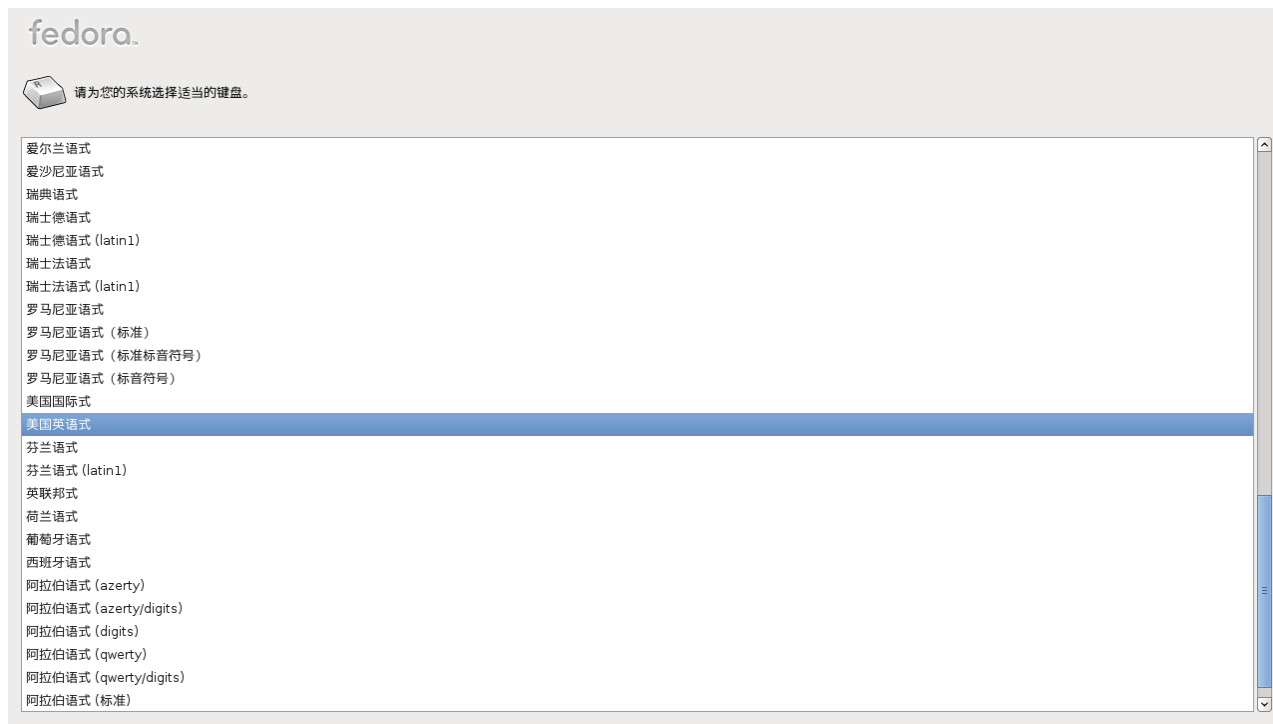 fedora™
R
请为您的系统选择适当的键盘。
爱尔兰语式
爱沙尼亚语式
瑞典语式
瑞士德语式
瑞士德语式 (latin1)
瑞士法语式
瑞士法语式 (latin1)
罗马尼亚语式
罗马尼亚语式（标准）
罗马尼亚语式（标准标音符号）
罗马尼亚语式（标音符号）
美国国际式
美国英语式
芬兰语式
芬兰语式 (latin1)
英联邦式
荷兰语式
葡萄牙语式
西班牙语式
阿拉伯语式 (azerty)
阿拉伯语式 (azerty/digits)
阿拉伯语式 (digits)
阿拉伯语式 (qwerty)
阿拉伯语式 (qwerty/digits)
阿拉伯语式 (标准)